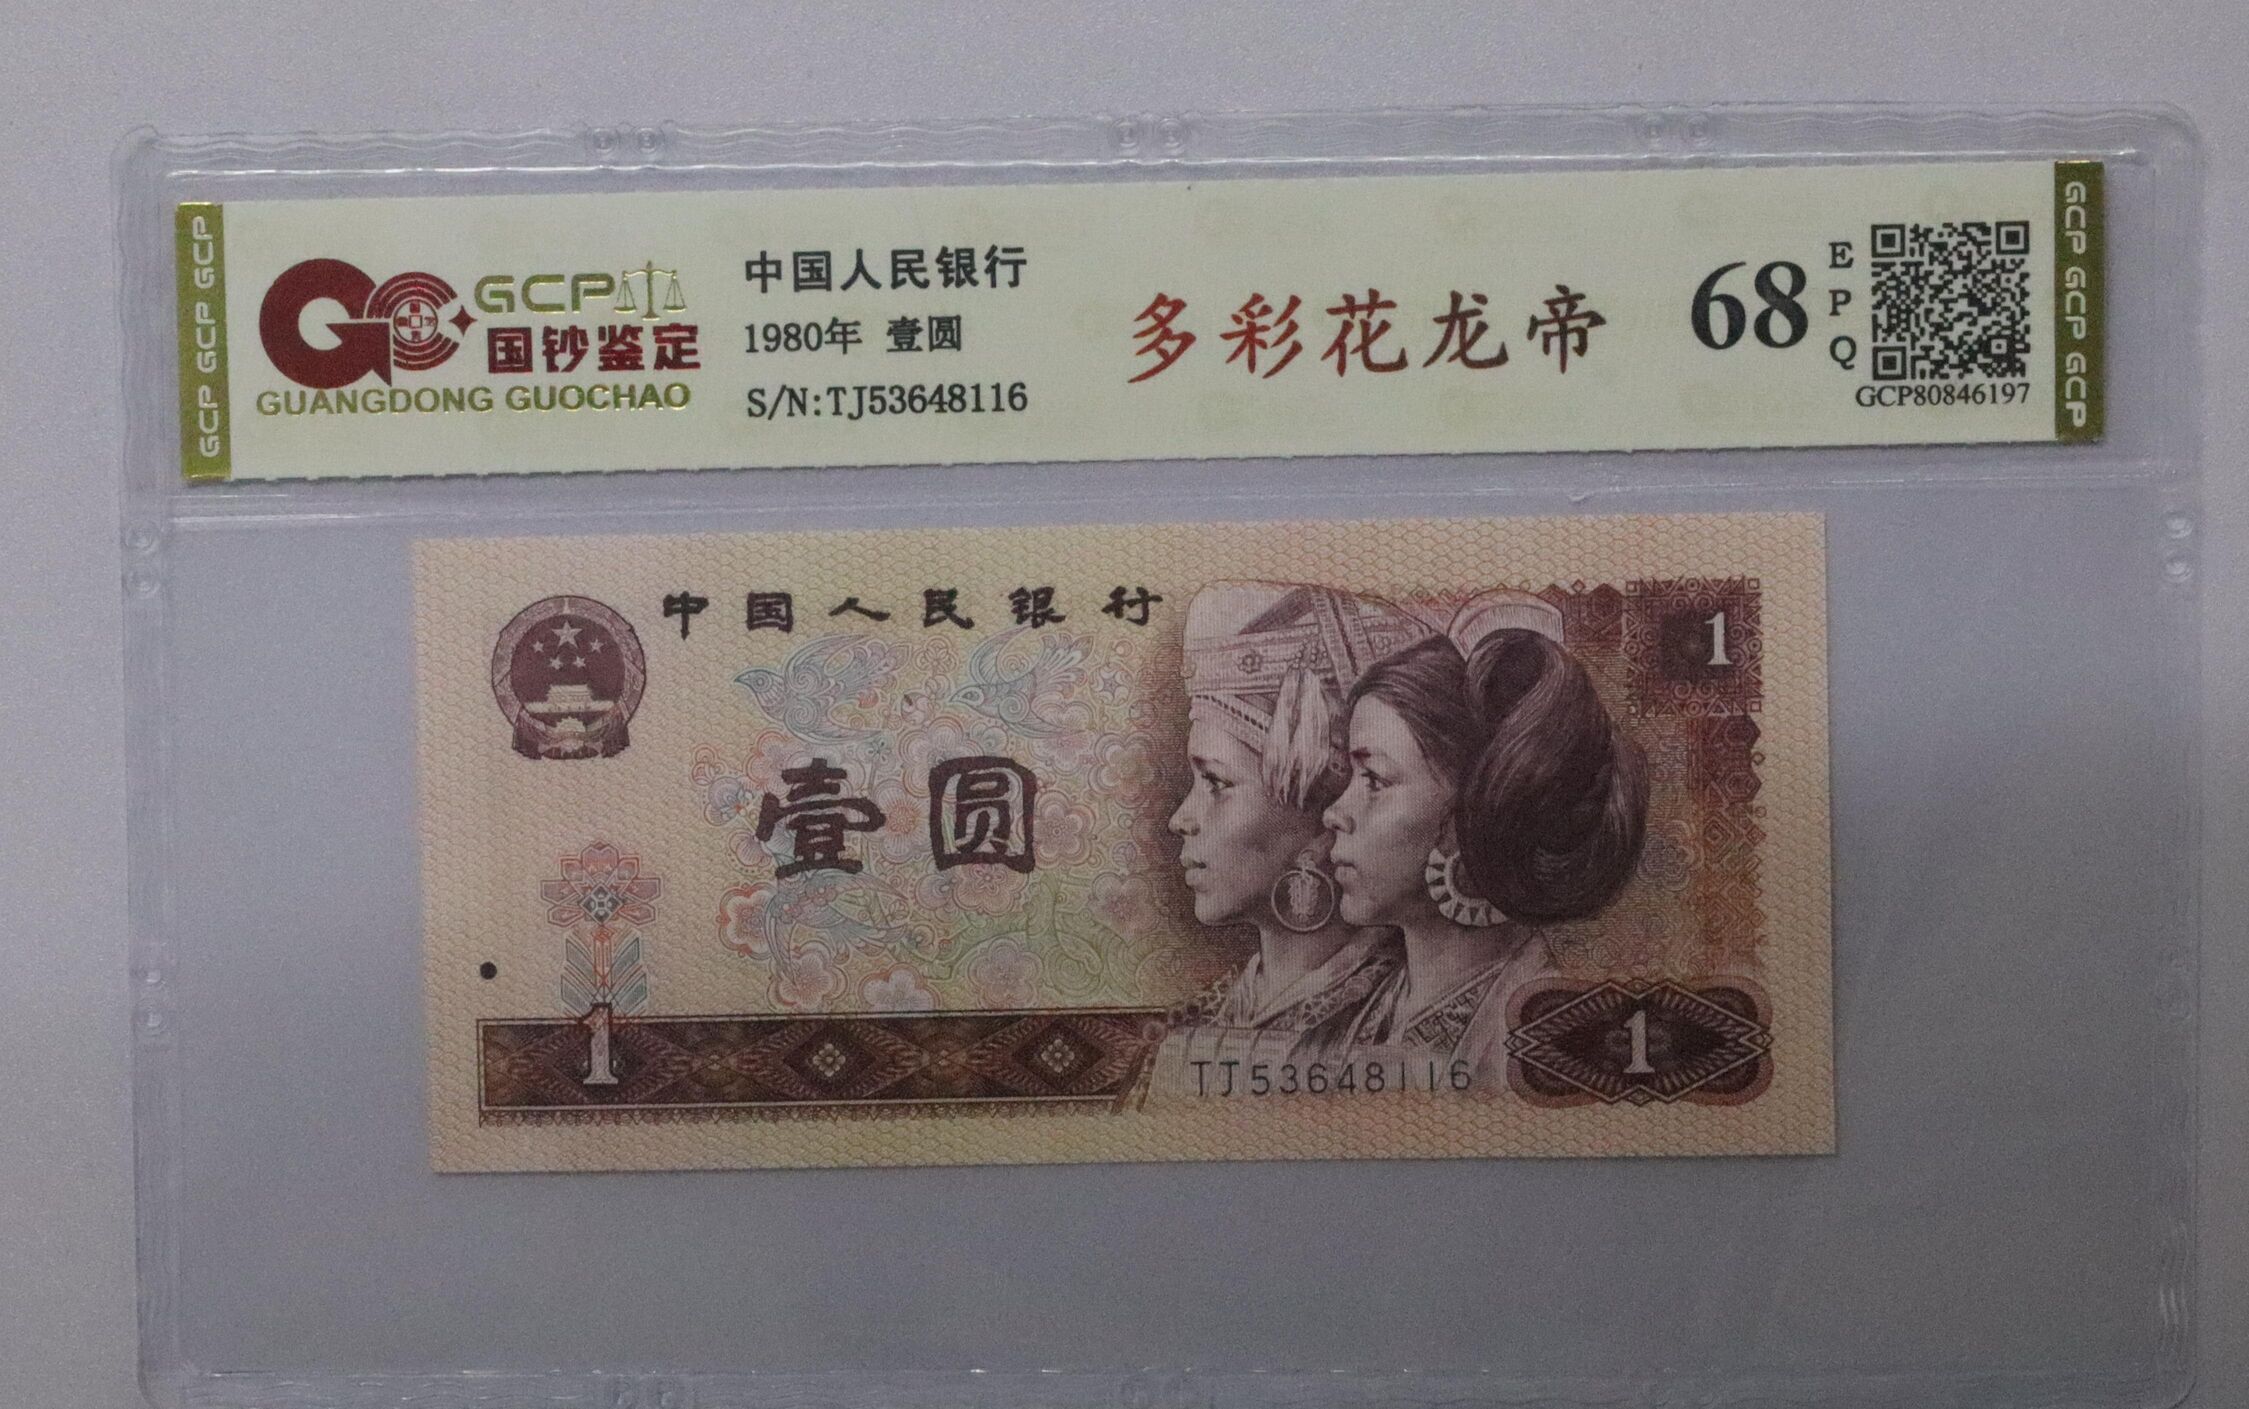 GCP GCP GCP
GCP
国钞鉴定
GUANGDONG GUOCHAO
中国人民银行
1980年 壹圆
S/N:TJ53648116
多彩花龙帝
68
E
P
Q
GCP80846197
GCP GCP GCP
中国人民银行
1
壹圆
1
1
TJ53648116